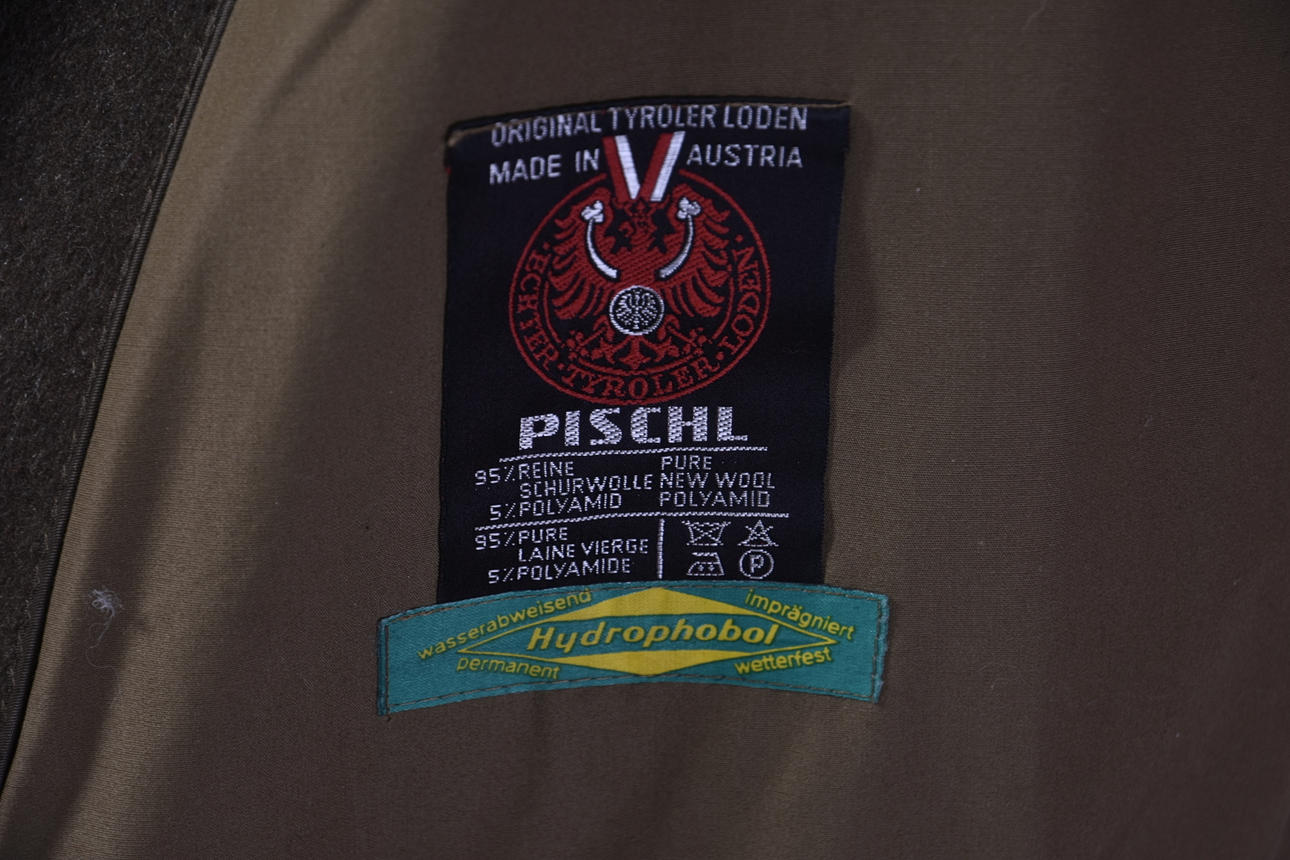 ORIGINAL TYROLER LODEN
MADE IN AUSTRIA
· ECHTER · TYROLER · LODEN ·
PISCHL
95% REINE SCHURWOLLE
5% POLYAMID
PURE NEW WOOL
POLYAMID
95% PURE
LAINE VIERGE
5% POLYAMIDE
P
wasserabweisend imprägniert
Hydrophobol
permanent wetterfest